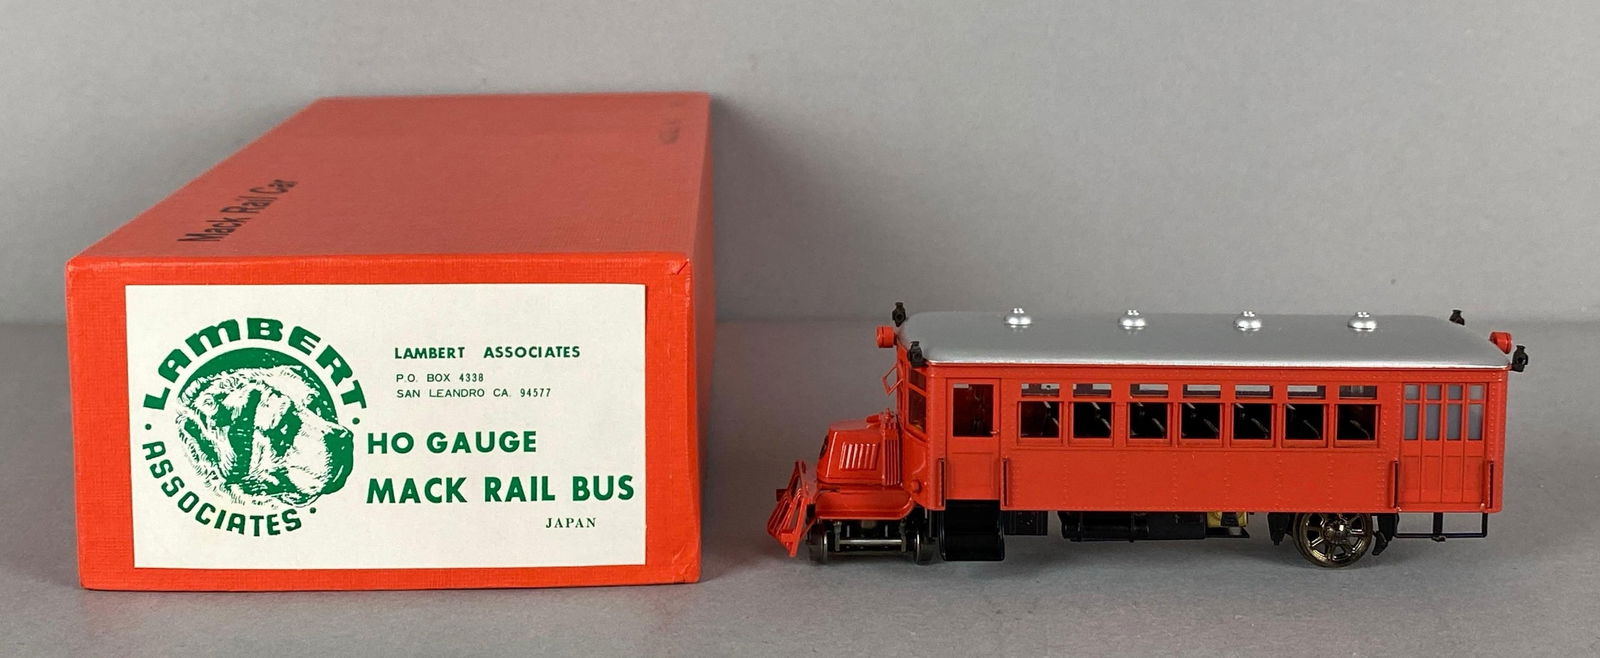 Mack Rail Car
LAMBERT
ASSOCIATES
LAMBERT ASSOCIATES
P.O. BOX 4338
SAN LEANDRO CA. 94577
HO GAUGE
MACK RAIL BUS
JAPAN